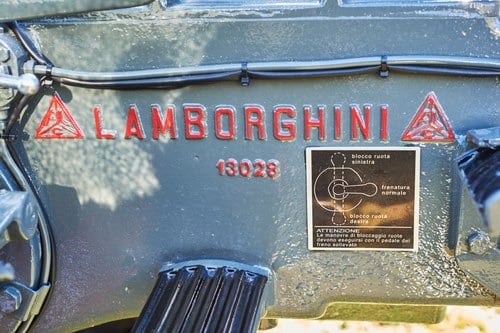 LAMBORGHINI
13028
blocco ruota
sinistra
frenatura
normale
blocco ruota
destra
ATTENZIONE
Le manovre di bloccaggio ruote
devono eseguirsi con il pedale del
freno sollevato